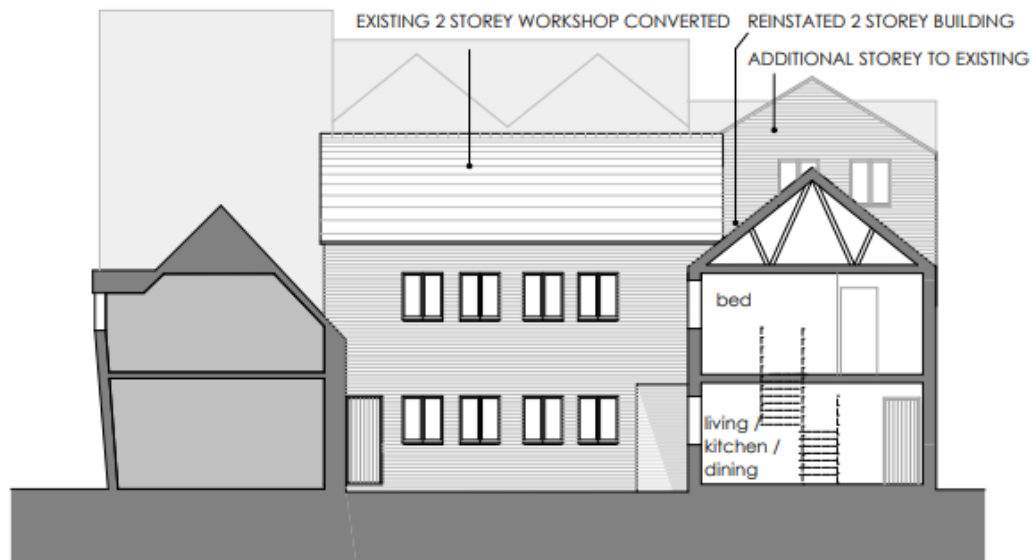 EXISTING 2 STOREY WORKSHOP CONVERTED
REINSTATED 2 STOREY BUILDING
ADDITIONAL STOREY TO EXISTING
bed
living /
kitchen /
dining